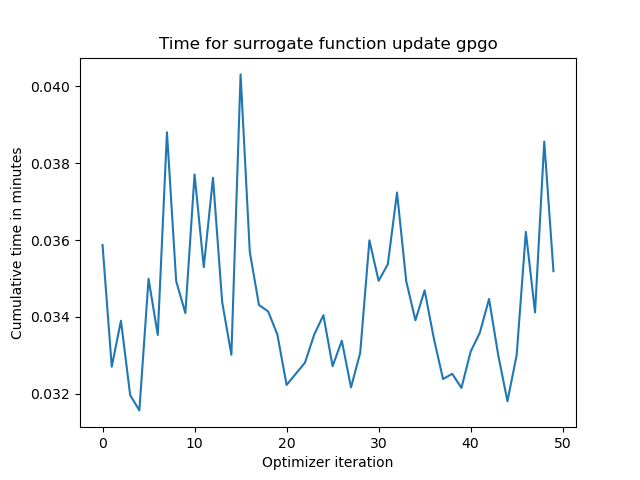 Time for surrogate function update gpgo
0.040
0.038
0.036
0.034
0.032
Cumulative time in minutes
0 10 20 30 40 50
Optimizer iteration